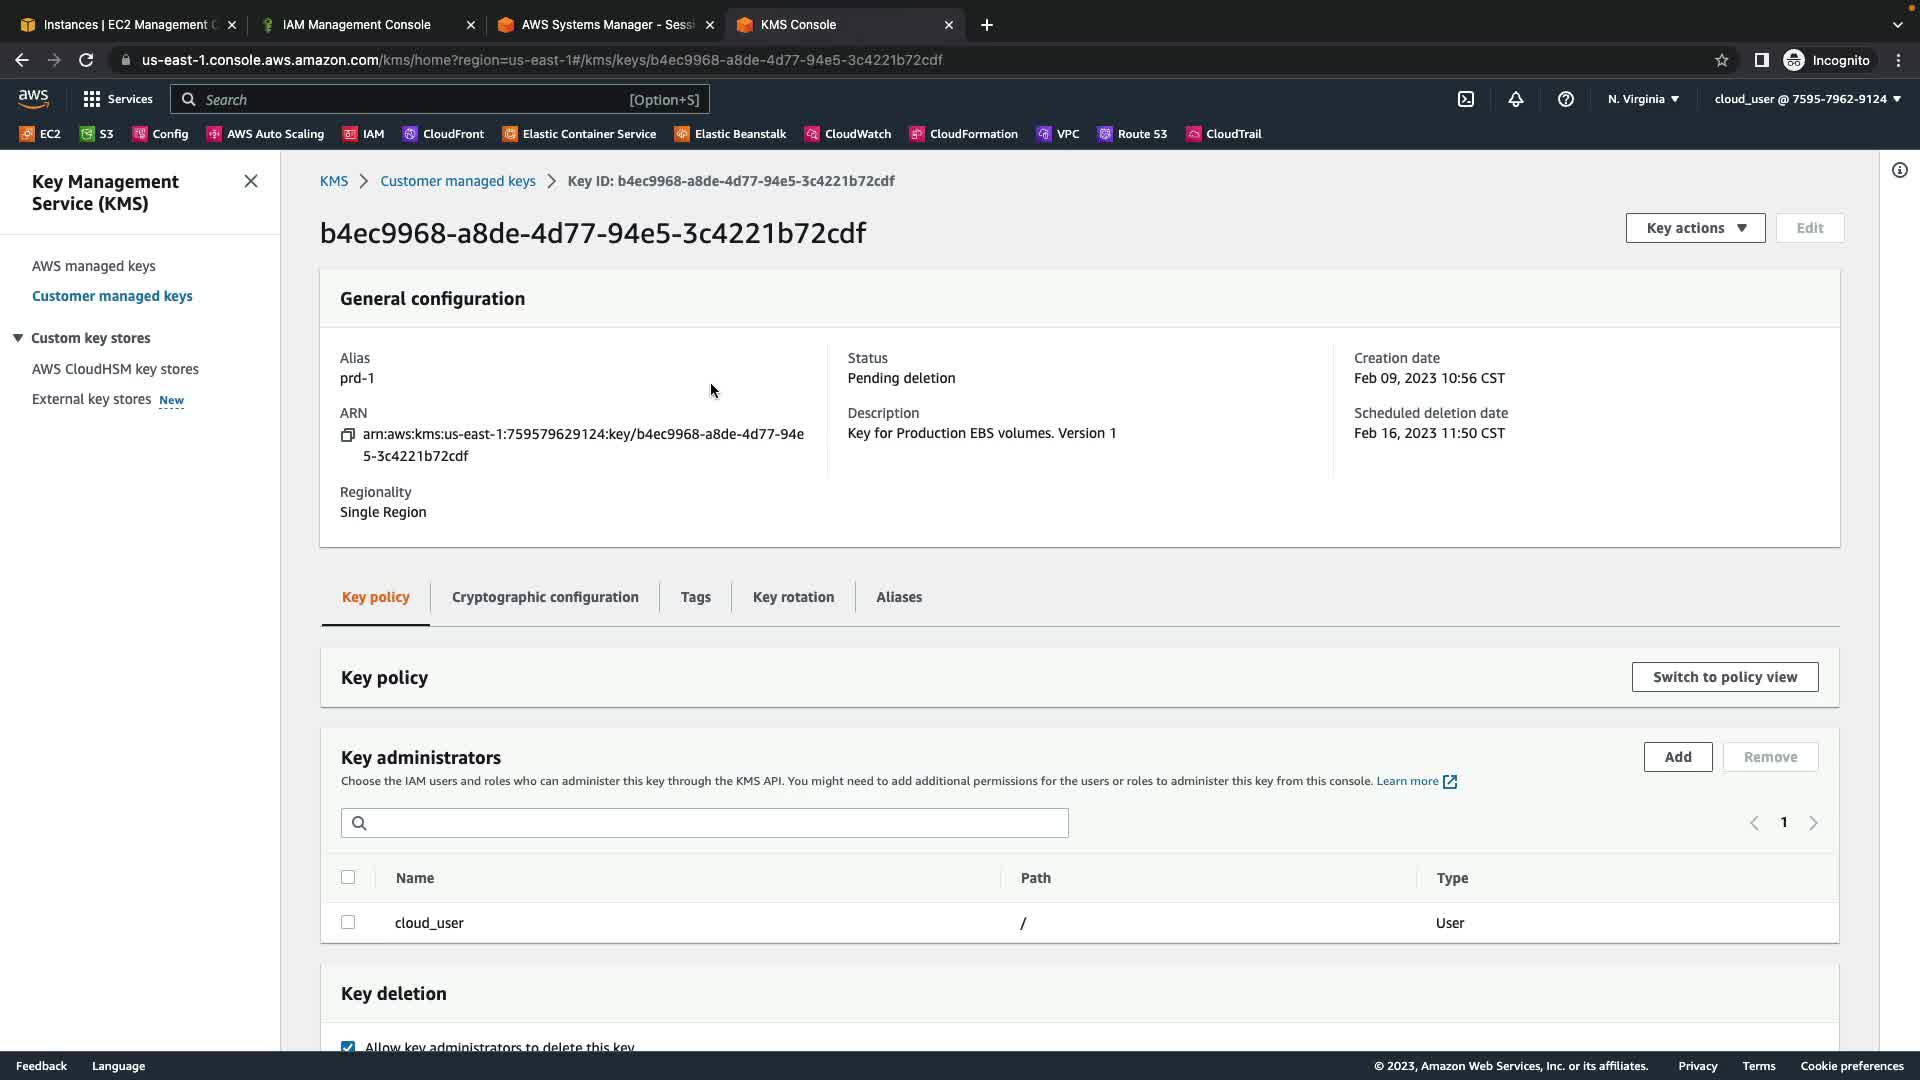 Instances | EC2 Management C
IAM Management Console
AWS Systems Manager - Sessi
KMS Console
us-east-1.console.aws.amazon.com/kms/home?region=us-east-1#/kms/keys/b4ec9968-a8de-4d77-94e5-3c4221b72cdf
Incognito
aws
Services
Search
[Option+S]
N. Virginia
cloud_user @ 7595-7962-9124
EC2
S3
Config
AWS Auto Scaling
IAM
CloudFront
Elastic Container Service
Elastic Beanstalk
CloudWatch
CloudFormation
VPC
Route 53
CloudTrail
Key Management
Service (KMS)
AWS managed keys
Customer managed keys
Custom key stores
AWS CloudHSM key stores
External key stores New
KMS > Customer managed keys > Key ID: b4ec9968-a8de-4d77-94e5-3c4221b72cdf
b4ec9968-a8de-4d77-94e5-3c4221b72cdf
Key actions
Edit
General configuration
Alias
prd-1
ARN
arn:aws:kms:us-east-1:759579629124:key/b4ec9968-a8de-4d77-94e
5-3c4221b72cdf
Regionality
Single Region
Status
Pending deletion
Description
Key for Production EBS volumes. Version 1
Creation date
Feb 09, 2023 10:56 CST
Scheduled deletion date
Feb 16, 2023 11:50 CST
Key policy
Cryptographic configuration
Tags
Key rotation
Aliases
Key policy
Switch to policy view
Key administrators
Add
Remove
Choose the IAM users and roles who can administer this key through the KMS API. You might need to add additional permissions for the users or roles to administer this key from this console. Learn more
1
Name
Path
Type
cloud_user
/
User
Key deletion
Allow key administrators to delete this key
Feedback
Language
© 2023, Amazon Web Services, Inc. or its affiliates.
Privacy
Terms
Cookie preferences